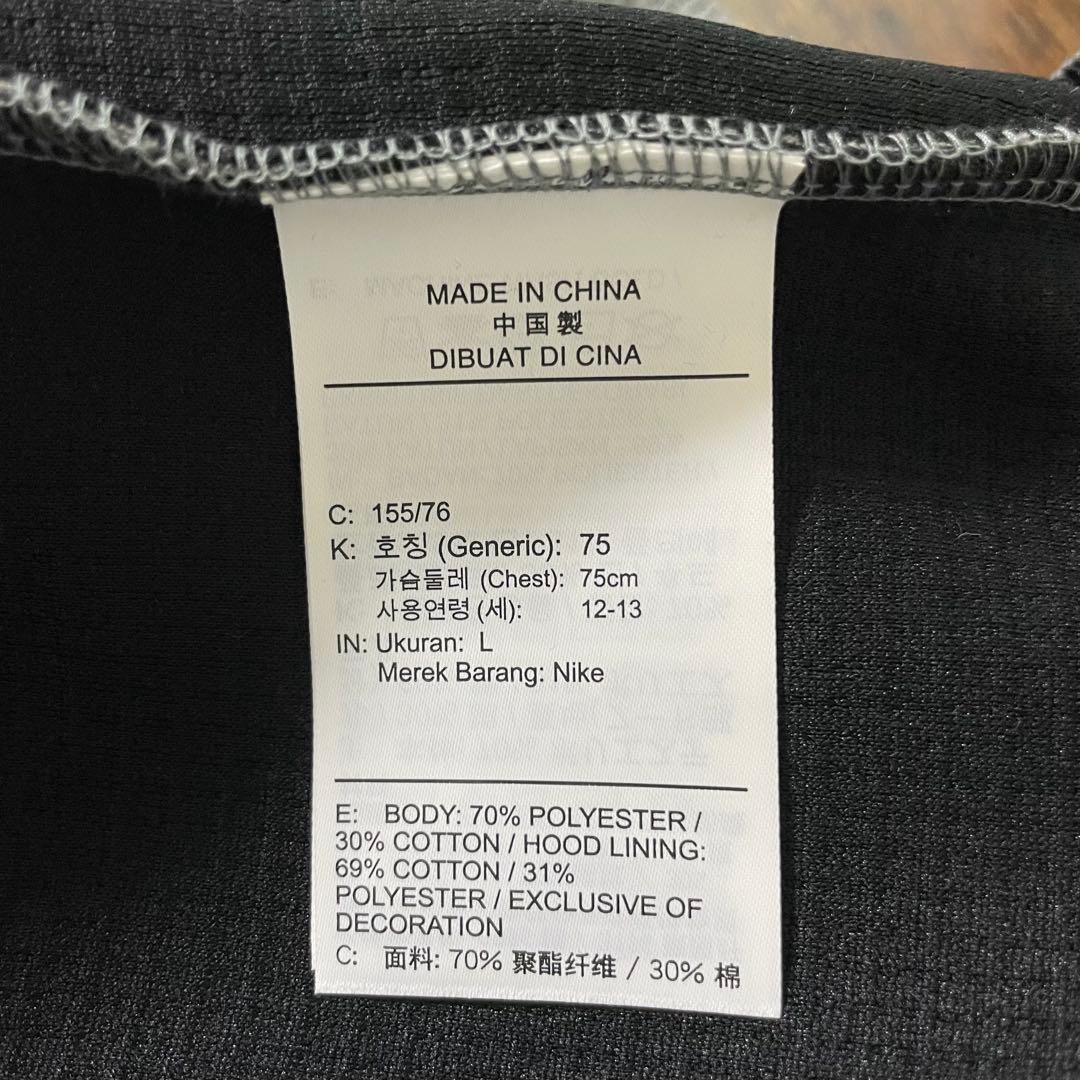 MADE IN CHINA
中国製
DIBUAT DI CINA
C: 155/76
K: 호칭 (Generic): 75
가슴둘레 (Chest): 75cm
사용연령 (세): 12-13
IN: Ukuran: L
Merek Barang: Nike
E: BODY: 70% POLYESTER /
30% COTTON / HOOD LINING:
69% COTTON / 31%
POLYESTER / EXCLUSIVE OF
DECORATION
C: 面料: 70% 聚酯纤维 / 30% 棉